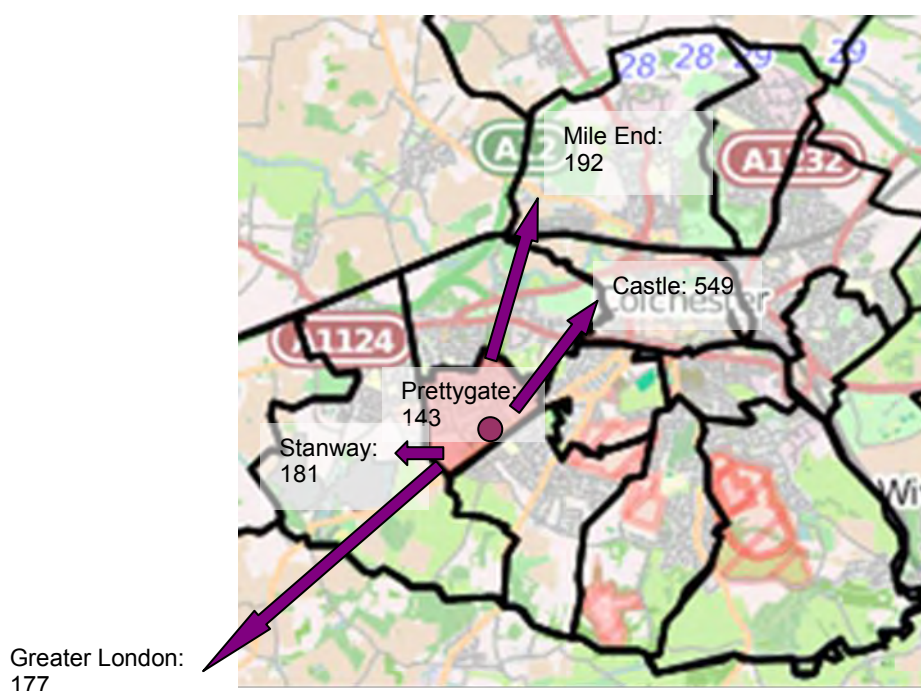 28 28 29 29
Mile End:
192
A12
A1232
Castle: 549
Colchester
A1124
Prettygate:
143
Stanway:
181
Wi
Greater London:
177